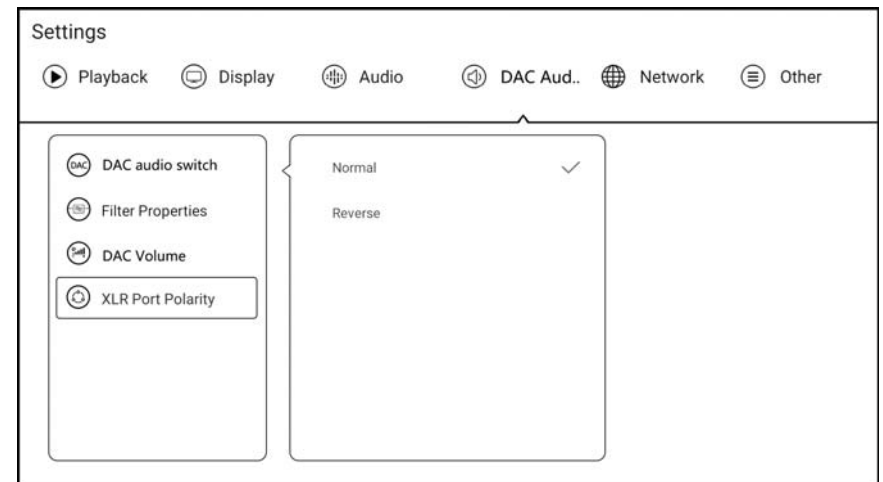 Settings
Playback Display Audio DAC Aud.. Network Other
DAC DAC audio switch
Filter Properties
DAC Volume
XLR Port Polarity
Normal
Reverse